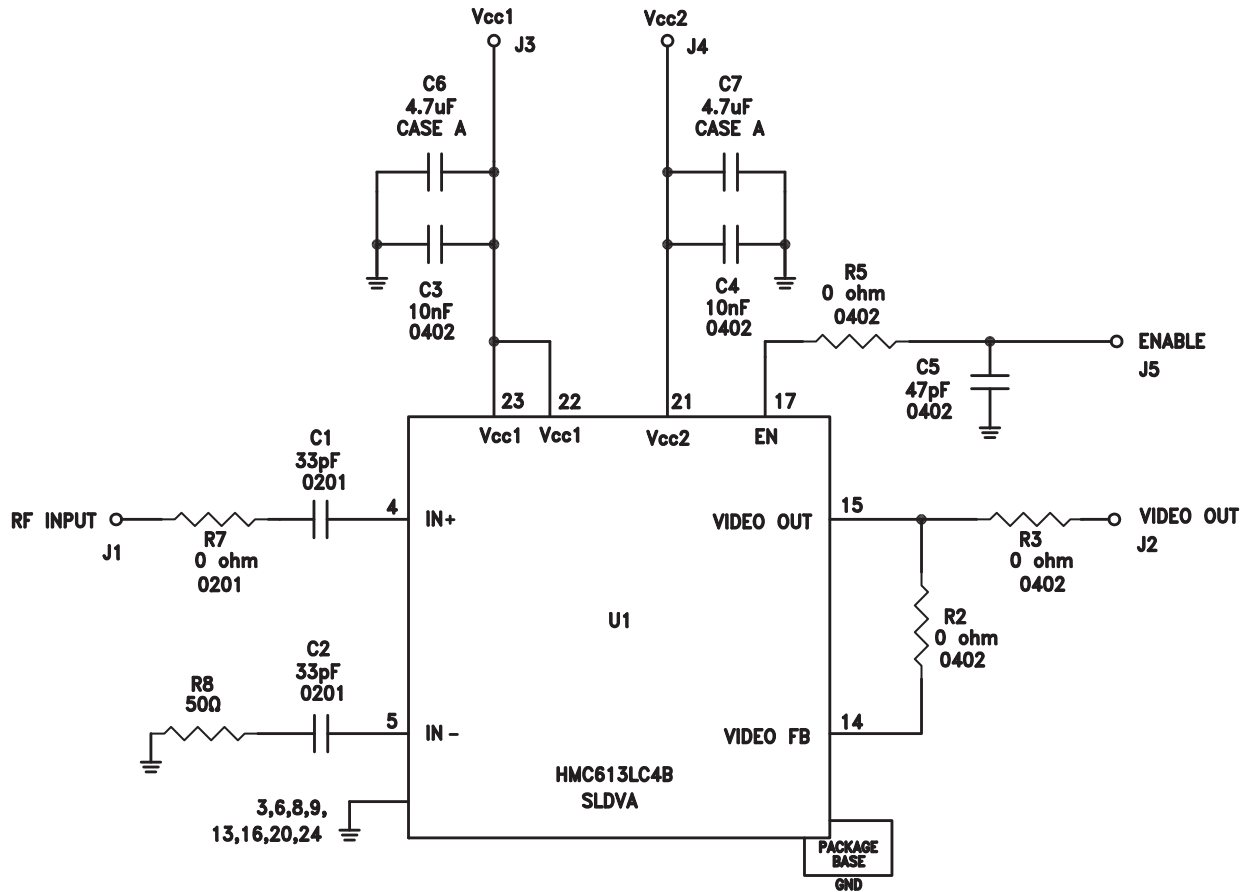 Vcc1
J3
Vcc2
J4
C6
4.7uF
CASE A
C7
4.7uF
CASE A
C3
10nF
0402
C4
10nF
0402
R5
0 ohm
0402
ENABLE
J5
C5
47pF
0402
23
22
21
17
Vcc1
Vcc1
Vcc2
EN
C1
33pF
0201
RF INPUT
J1
R7
0 ohm
0201
4
IN+
VIDEO OUT
15
VIDEO OUT
J2
R3
0 ohm
0402
U1
R2
0 ohm
0402
C2
33pF
0201
R8
50Ω
5
IN-
VIDEO FB
14
HMC613LC4B
SLDVA
3,6,8,9,
13,16,20,24
PACKAGE
BASE
GND